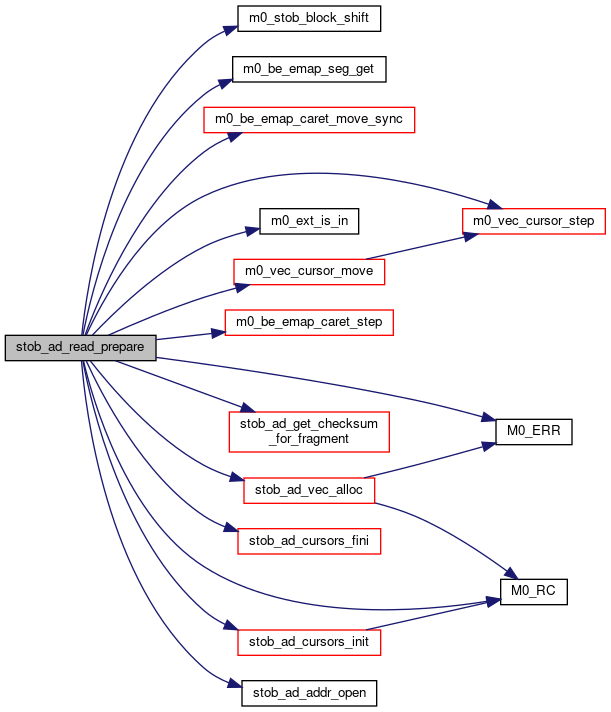 m0_stob_block_shift
m0_be_emap_seg_get
m0_be_emap_caret_move_sync
m0_ext_is_in
m0_vec_cursor_step
m0_vec_cursor_move
m0_be_emap_caret_step
stob_ad_read_prepare
stob_ad_get_checksum
_for_fragment
M0_ERR
stob_ad_vec_alloc
stob_ad_cursors_fini
M0_RC
stob_ad_cursors_init
stob_ad_addr_open